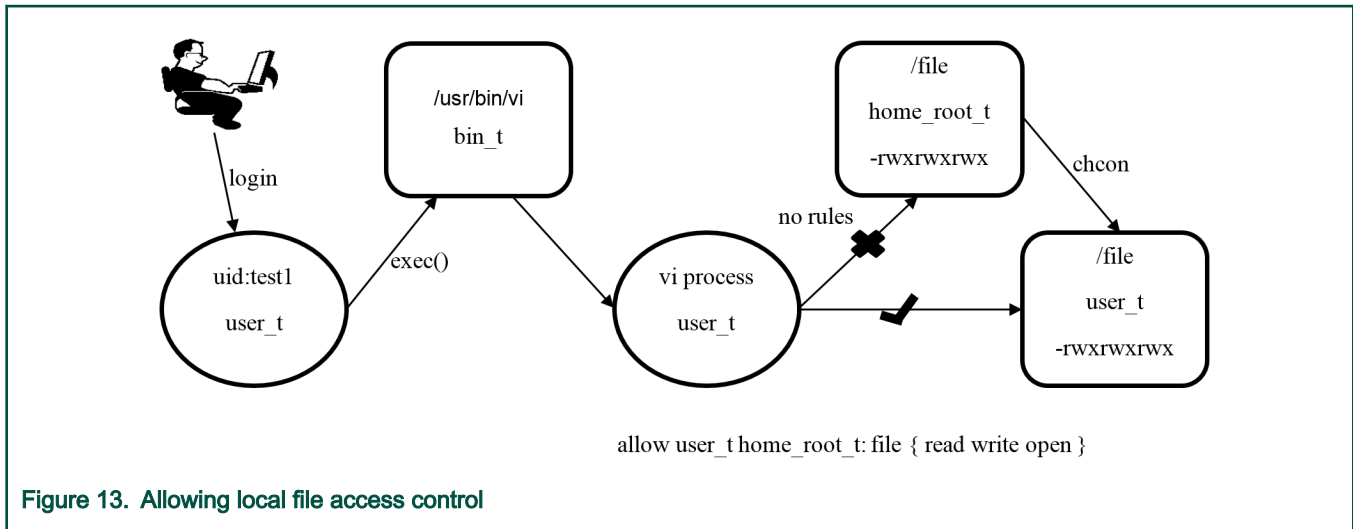 login
uid:test1
user_t
exec()
/usr/bin/vi
bin_t
vi process
user_t
no rules
/file
home_root_t
-rwxrwxrwx
chcon
/file
user_t
-rwxrwxrwx
allow user_t home_root_t: file { read write open }
Figure 13. Allowing local file access control